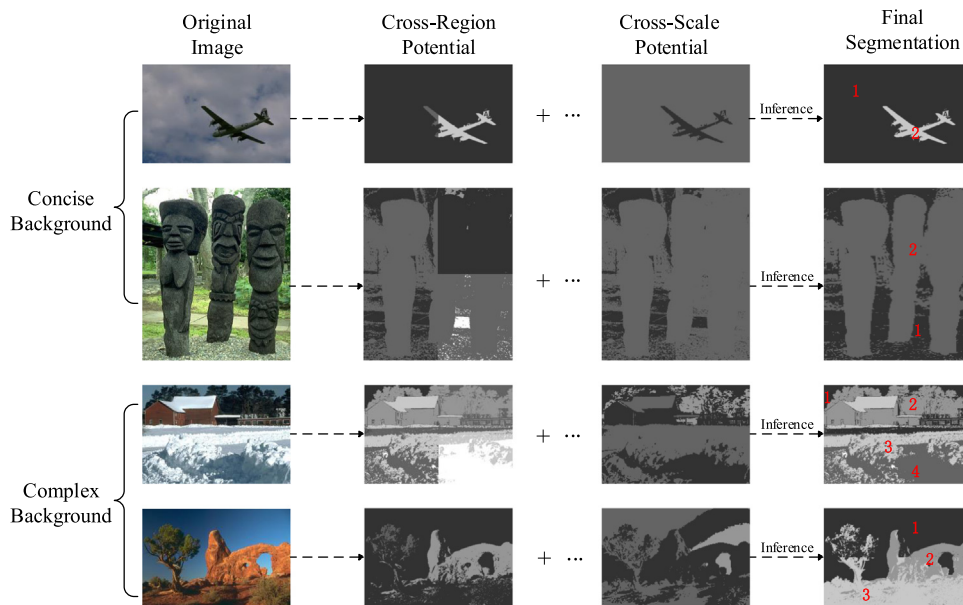 Original
Image
Cross-Region
Potential
Cross-Scale
Potential
Final
Segmentation
Concise
Background
+ ...
Inference
1
2
+ ...
Inference
2
1
Complex
Background
+ ...
Inference
1
2
3
4
+ ...
Inference
1
2
3